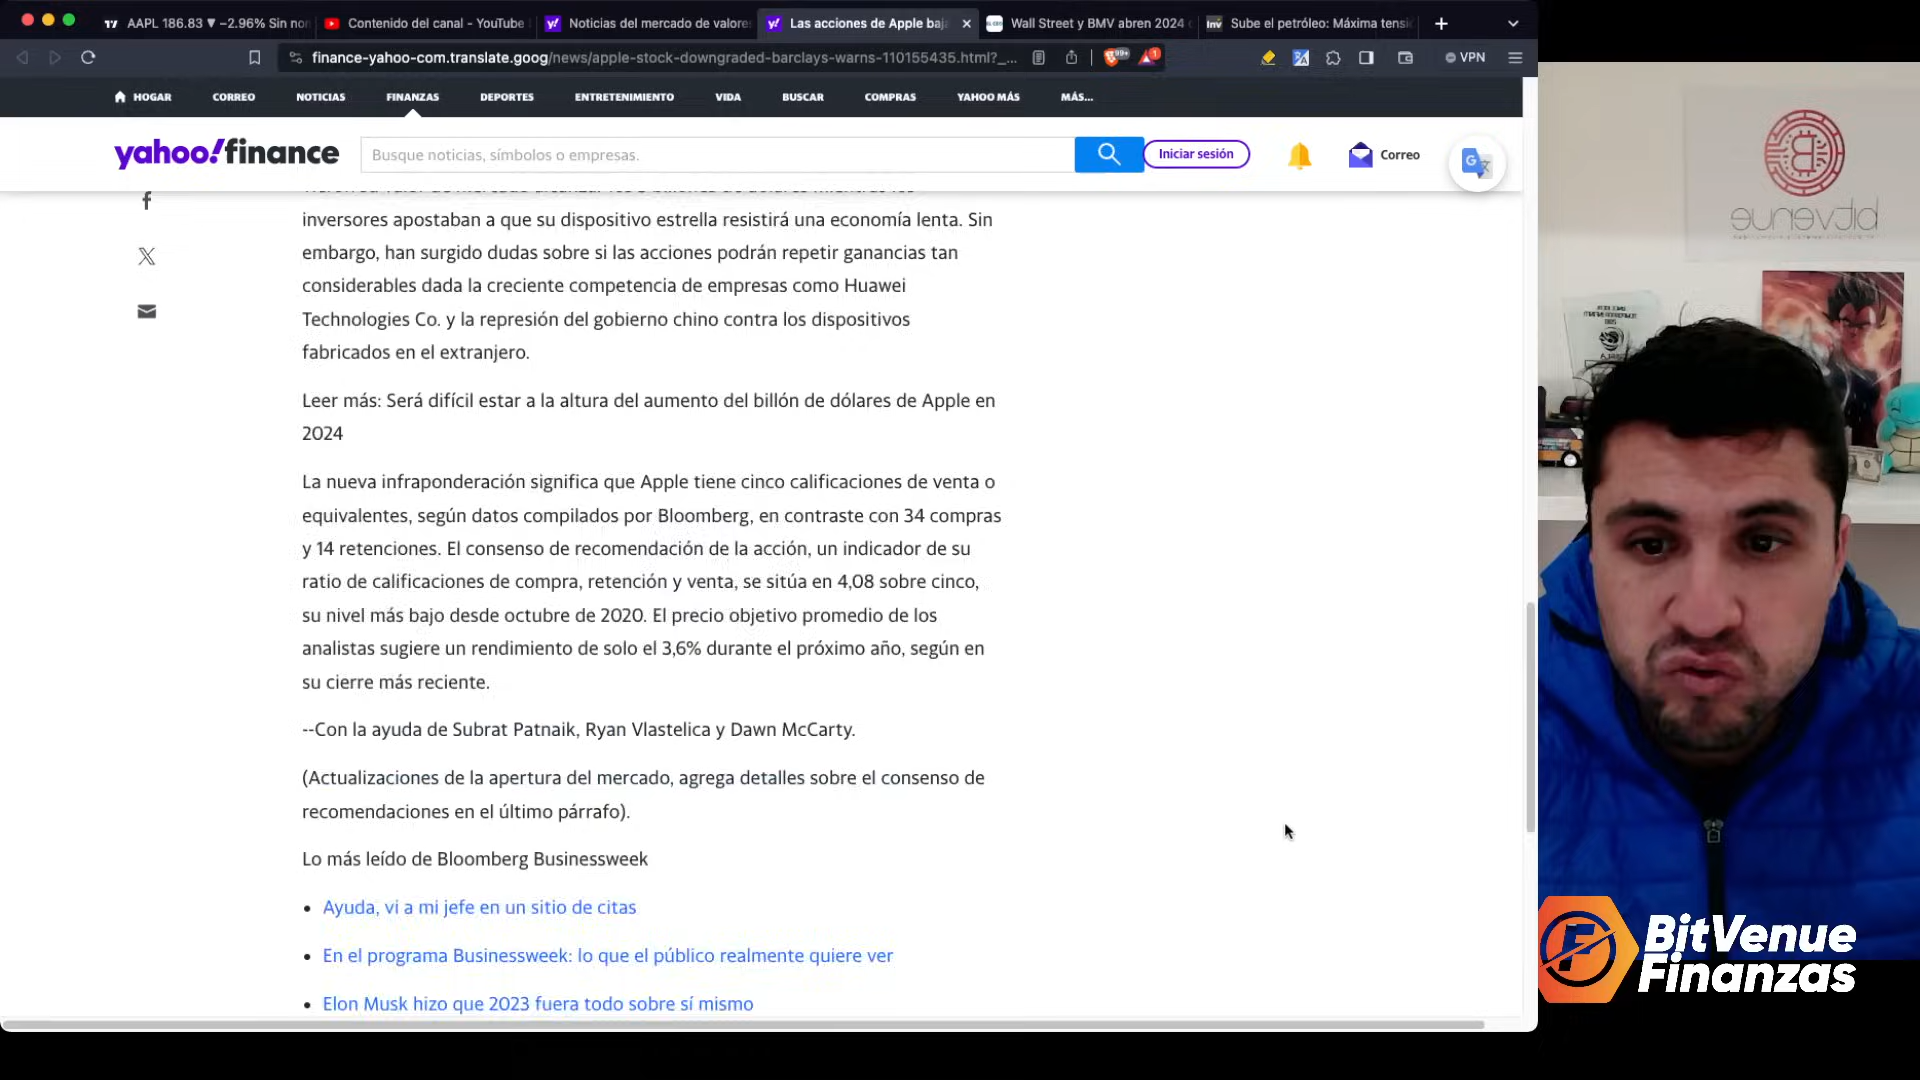 AAPL 186.83 ▼ −2.96% Sin nom
Contenido del canal - YouTube
Noticias del mercado de valores
Las acciones de Apple baja
Wall Street y BMV abren 2024
Sube el petróleo: Máxima tensi
finance-yahoo-com.translate.goog/news/apple-stock-downgraded-barclays-warns-110155435.html?_...
99+
1
VPN
HOGAR CORREO NOTICIAS FINANZAS DEPORTES ENTRETENIMIENTO VIDA BUSCAR COMPRAS YAHOO MÁS MÁS...
yahoo!finance
Busque noticias, símbolos o empresas.
Iniciar sesión
Correo
inversores apostaban a que su dispositivo estrella resistirá una economía lenta. Sin
embargo, han surgido dudas sobre si las acciones podrán repetir ganancias tan
considerables dada la creciente competencia de empresas como Huawei
Technologies Co. y la represión del gobierno chino contra los dispositivos
fabricados en el extranjero.
Leer más: Será difícil estar a la altura del aumento del billón de dólares de Apple en
2024
La nueva infraponderación significa que Apple tiene cinco calificaciones de venta o
equivalentes, según datos compilados por Bloomberg, en contraste con 34 compras
y 14 retenciones. El consenso de recomendación de la acción, un indicador de su
ratio de calificaciones de compra, retención y venta, se sitúa en 4,08 sobre cinco,
su nivel más bajo desde octubre de 2020. El precio objetivo promedio de los
analistas sugiere un rendimiento de solo el 3,6% durante el próximo año, según en
su cierre más reciente.
--Con la ayuda de Subrat Patnaik, Ryan Vlastelica y Dawn McCarty.
(Actualizaciones de la apertura del mercado, agrega detalles sobre el consenso de
recomendaciones en el último párrafo).
Lo más leído de Bloomberg Businessweek
Ayuda, vi a mi jefe en un sitio de citas
En el programa Businessweek: lo que el público realmente quiere ver
Elon Musk hizo que 2023 fuera todo sobre sí mismo
bitvenue
BitVenue
Finanzas